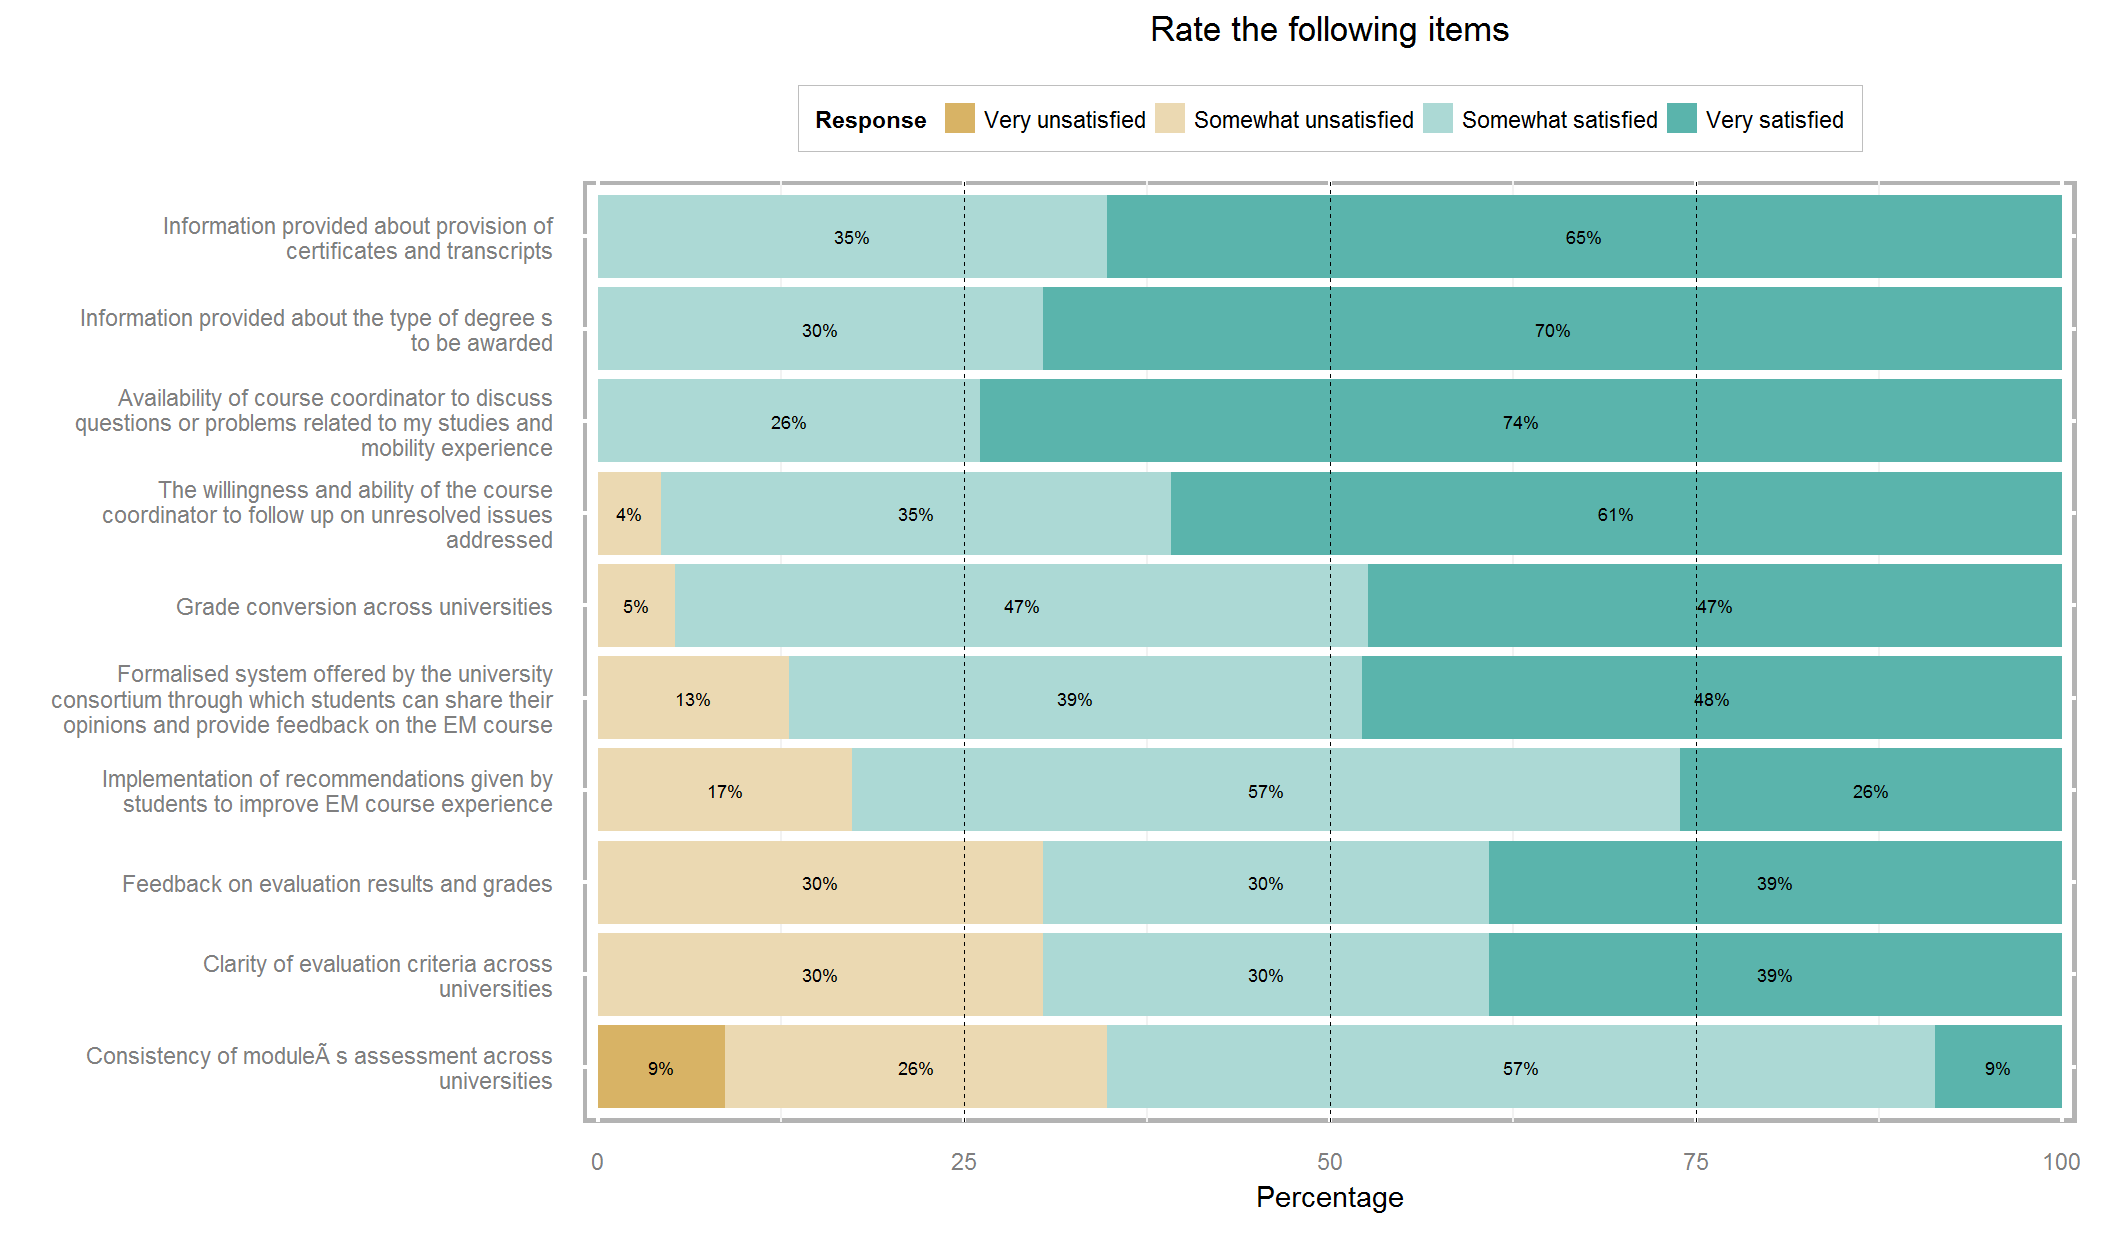 Rate the following items
Response Very unsatisfied Somewhat unsatisfied Somewhat satisfied Very satisfied
Information provided about provision of
certificates and transcripts
35% 65%
Information provided about the type of degree s
to be awarded
30% 70%
Availability of course coordinator to discuss
questions or problems related to my studies and
mobility experience
26% 74%
The willingness and ability of the course
coordinator to follow up on unresolved issues
addressed
4% 35% 61%
Grade conversion across universities
5% 47% 47%
Formalised system offered by the university
consortium through which students can share their
opinions and provide feedback on the EM course
13% 39% 48%
Implementation of recommendations given by
students to improve EM course experience
17% 57% 26%
Feedback on evaluation results and grades
30% 30% 39%
Clarity of evaluation criteria across
universities
30% 30% 39%
Consistency of moduleÃ s assessment across
universities
9% 26% 57% 9%
0 25 50 75 100
Percentage